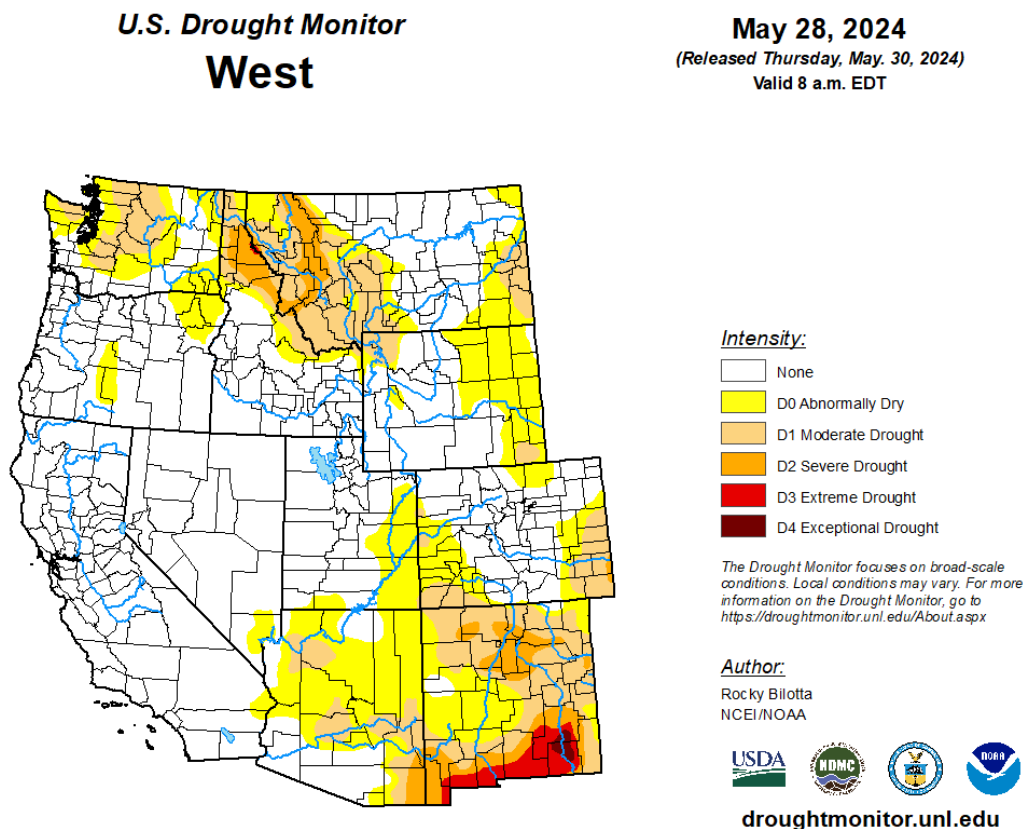 U.S. Drought Monitor
West
May 28, 2024
(Released Thursday, May. 30, 2024)
Valid 8 a.m. EDT
Intensity:
None
D0 Abnormally Dry
D1 Moderate Drought
D2 Severe Drought
D3 Extreme Drought
D4 Exceptional Drought
The Drought Monitor focuses on broad-scale
conditions. Local conditions may vary. For more
information on the Drought Monitor, go to
https://droughtmonitor.unl.edu/About.aspx
Author:
Rocky Bilotta
NCEI/NOAA
USDA
NDMC
NOAA
droughtmonitor.unl.edu